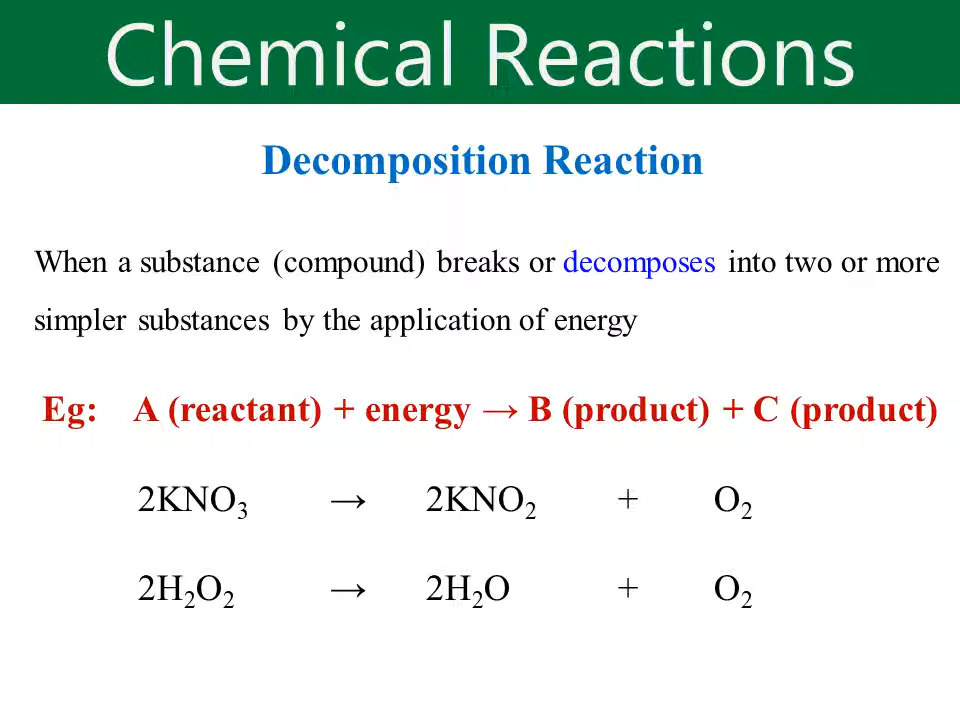 Chemical Reactions
Decomposition Reaction
When a substance (compound) breaks or decomposes into two or more
simpler substances by the application of energy
Eg: A (reactant) + energy → B (product) + C (product)
2KNO₃ → 2KNO₂ + O₂
2H₂O₂ → 2H₂O + O₂